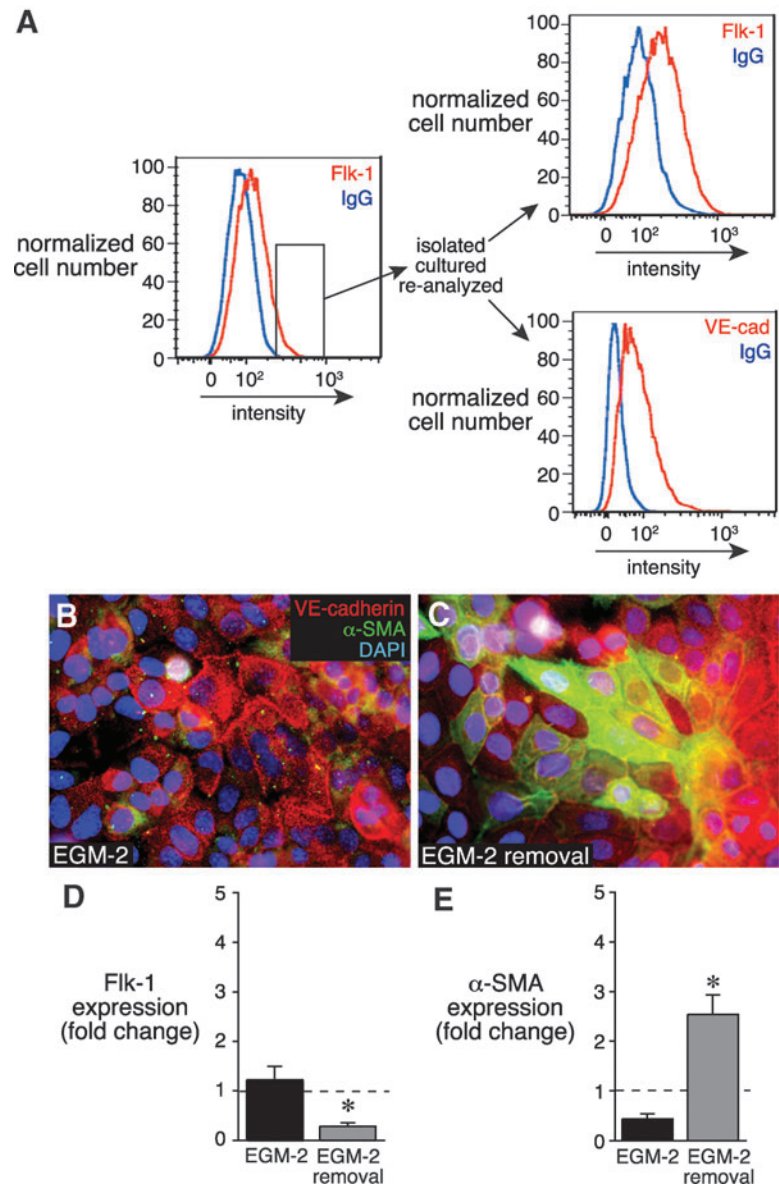 A
Flk-1
IgG
normalized
cell number
100
80
60
40
20
0
0 10² 10³
intensity
isolated
cultured
re-analyzed
Flk-1
IgG
normalized
cell number
100
80
60
40
20
0
0 10² 10³
intensity
VE-cad
IgG
normalized
cell number
100
80
60
40
20
0
0 10² 10³
intensity
B
VE-cadherin
α-SMA
DAPI
EGM-2
C
EGM-2 removal
D
Flk-1
expression
(fold change)
5
4
3
2
1
0
*
EGM-2
EGM-2
removal
E
α-SMA
expression
(fold change)
5
4
3
2
1
0
*
EGM-2
EGM-2
removal